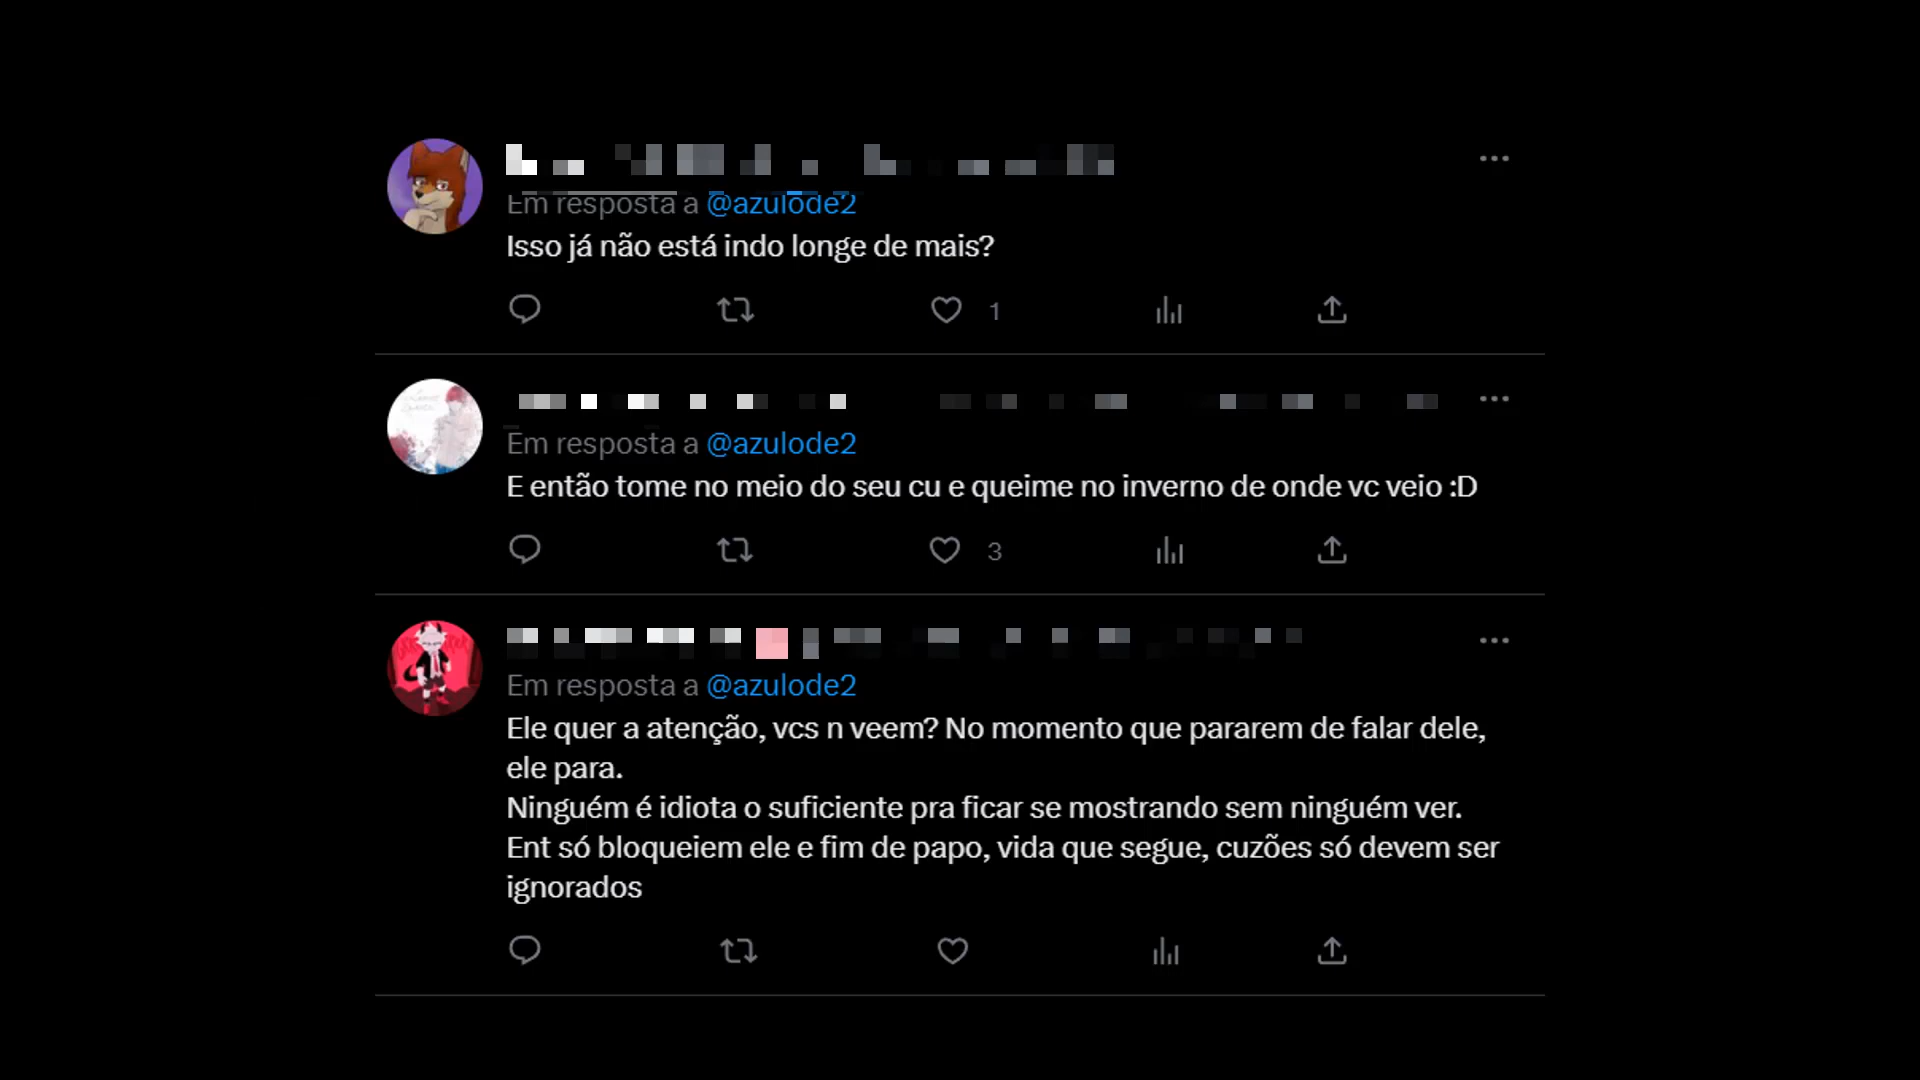 Em resposta a @azulode2
Isso já não está indo longe de mais?
1
Em resposta a @azulode2
E então tome no meio do seu cu e queime no inverno de onde vc veio :D
3
Em resposta a @azulode2
Ele quer a atenção, vcs n veem? No momento que pararem de falar dele,
ele para.
Ninguém é idiota o suficiente pra ficar se mostrando sem ninguém ver.
Ent só bloqueiem ele e fim de papo, vida que segue, cuzões só devem ser
ignorados